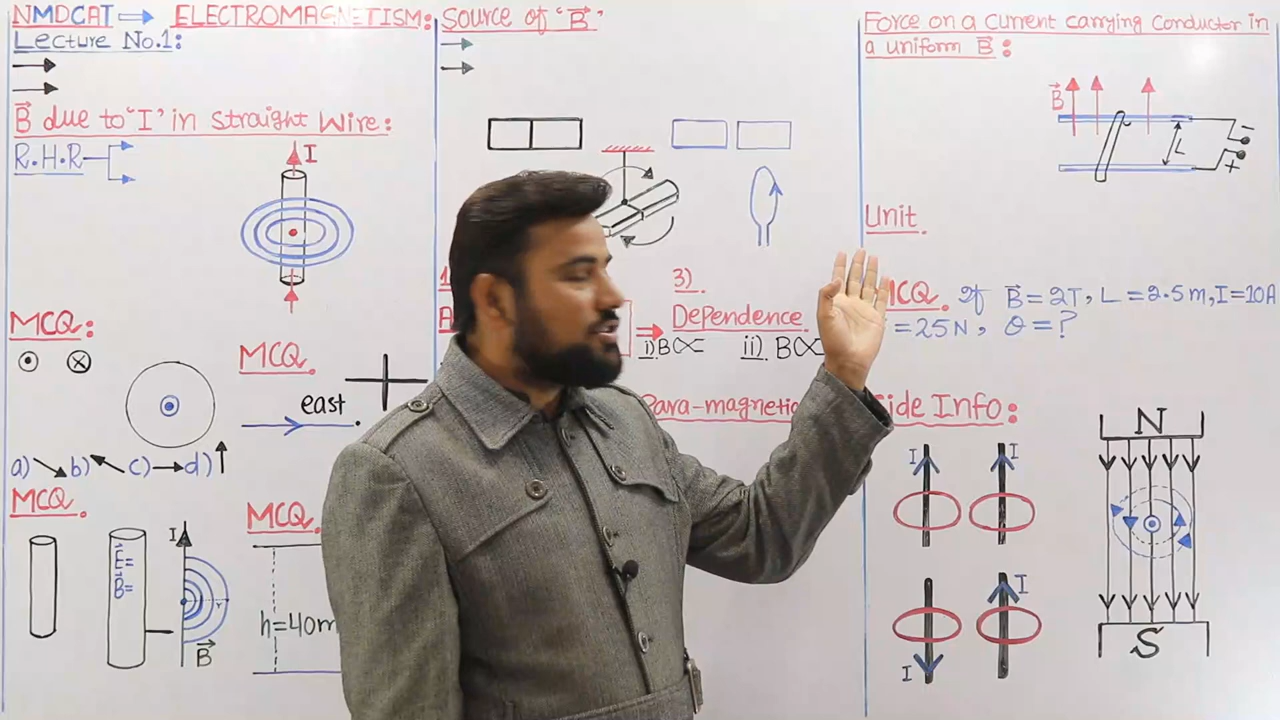 NMDCAT → ELECTROMAGNETISM:
Lecture No.1:
B⃗ due to "I" in Straight Wire:
R.H.R
I
MCQ:
MCQ.
east
a) ↘ b) ↖ c) → d) ↑
MCQ.
E⃗=
B⃗=
I
r
B⃗
MCQ.
h=40m
Source of "B⃗"
3).
Dependence
i) B∝
ii). B∝
Para-magnetic
Force on a current carrying Conductor in
a uniform B⃗:
B⃗
L
-
+
Unit.
MCQ. If B⃗=2T, L=2.5m, I=10A
=25N, θ=?
Side Info:
I
I
I
I
N
S